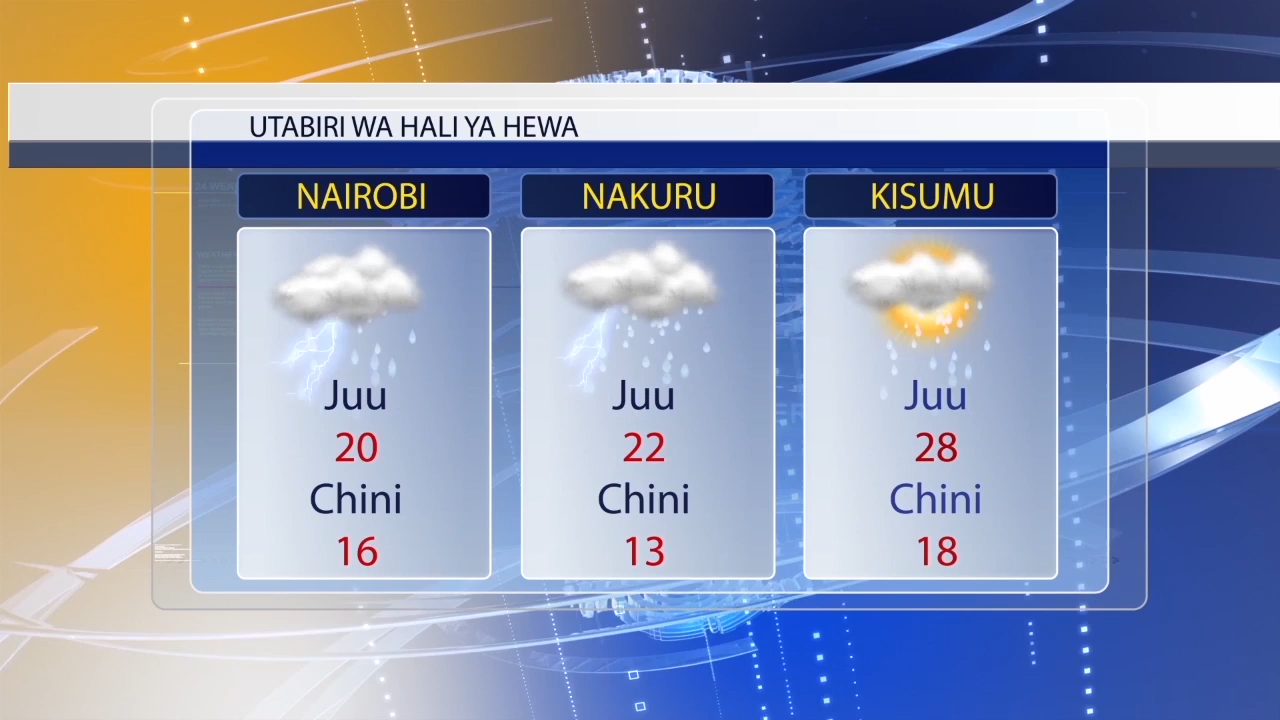 UTABIRI WA HALI YA HEWA
NAIROBI
Juu
20
Chini
16
NAKURU
Juu
22
Chini
13
KISUMU
Juu
28
Chini
18